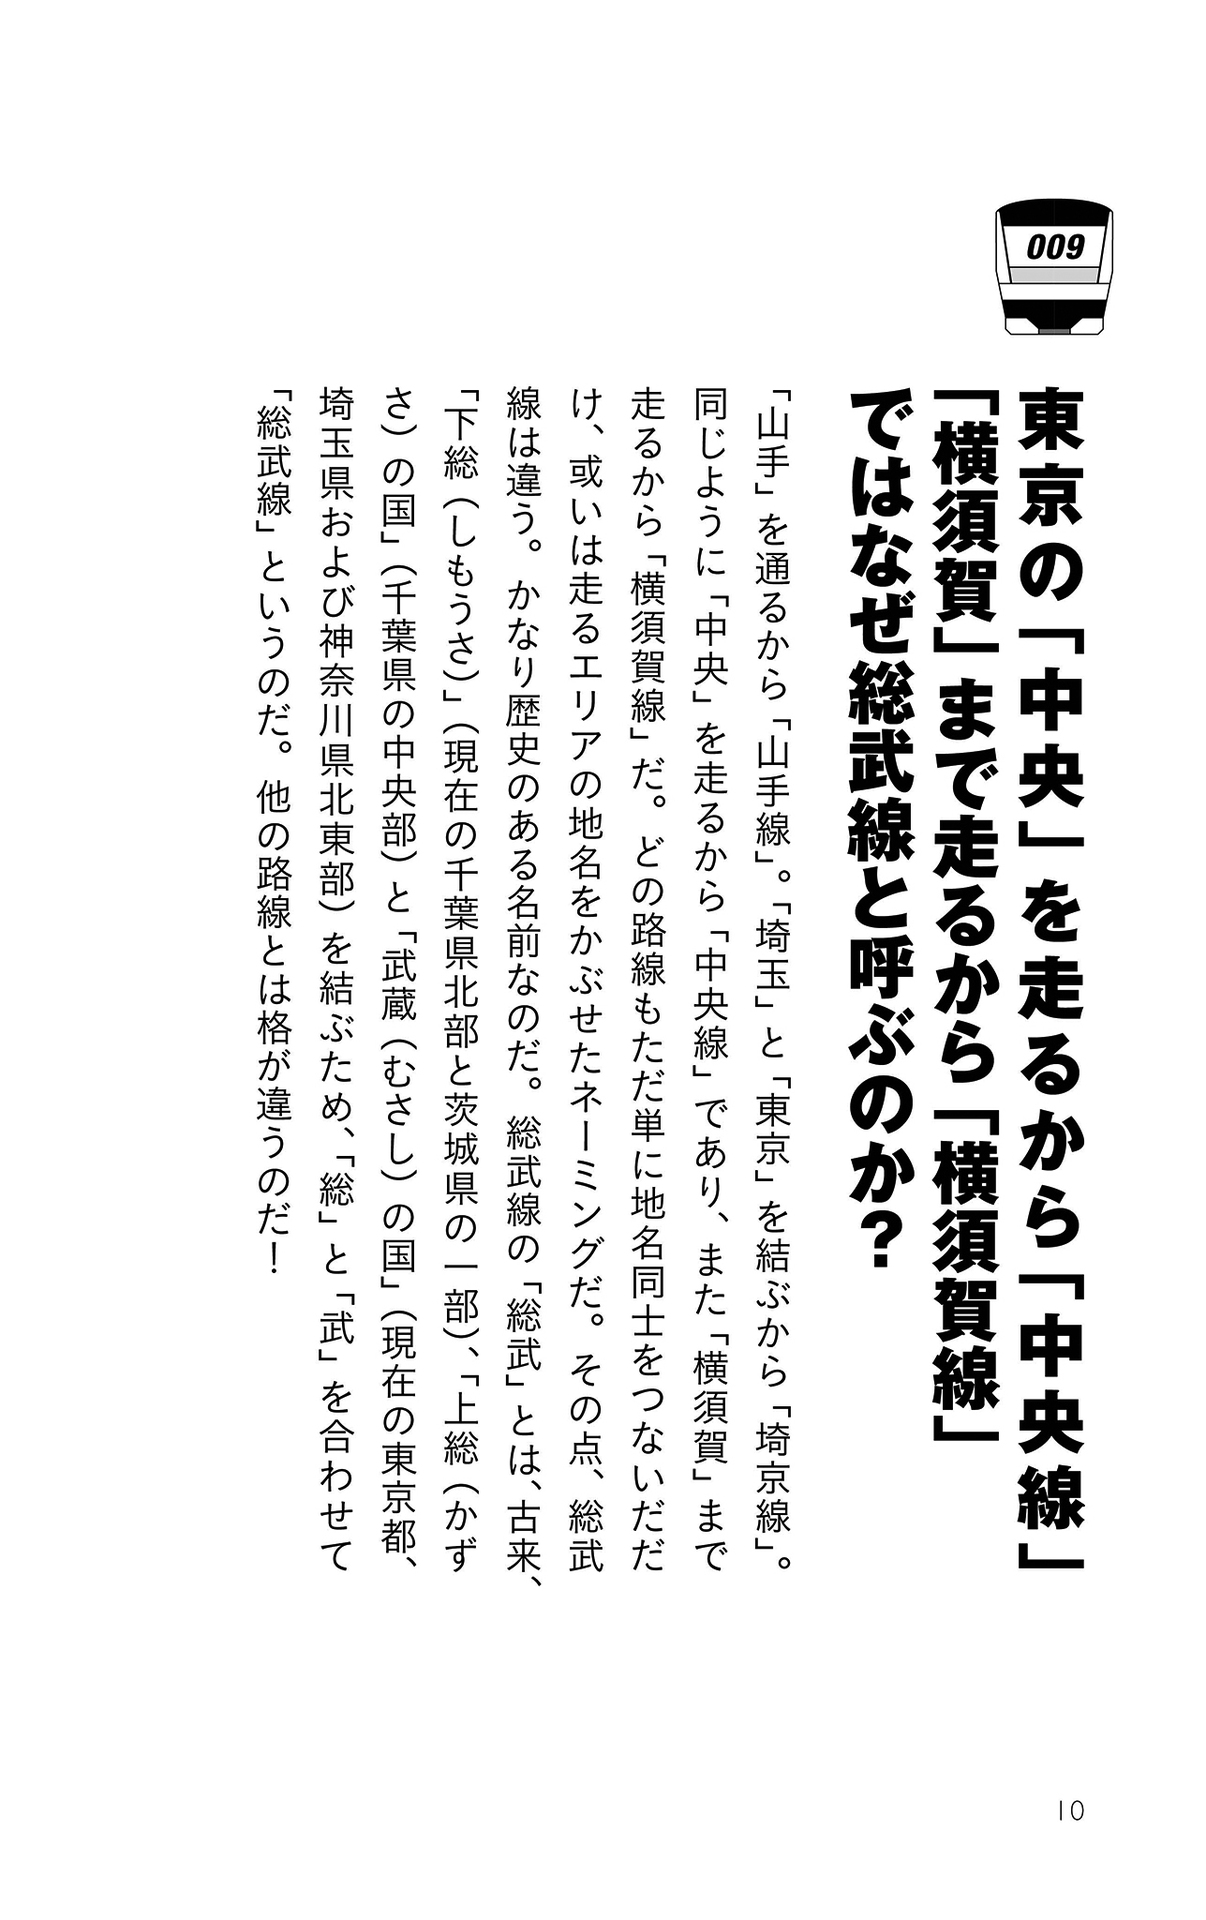 009
東京の「中央」を走るから「中央線」
「横須賀」まで走るから「横須賀線」
ではなぜ総武線と呼ぶのか？
「山手」を通るから「山手線」。「埼玉」と「東京」を結ぶから「埼京線」。
同じように「中央」を走るから「中央線」であり、また「横須賀」まで
走るから「横須賀線」だ。どの路線もただ単に地名同士をつないだだ
け、或いは走るエリアの地名をかぶせたネーミングだ。その点、総武
線は違う。かなり歴史のある名前なのだ。総武線の「総武」とは、古来、
「下総（しもうさ）」（現在の千葉県北部と茨城県の一部）、「上総（かず
さ）の国」（千葉県の中央部）と「武蔵（むさし）の国」（現在の東京都、
埼玉県および神奈川県北東部）を結ぶため、「総」と「武」を合わせて
「総武線」というのだ。他の路線とは格が違うのだ！
10